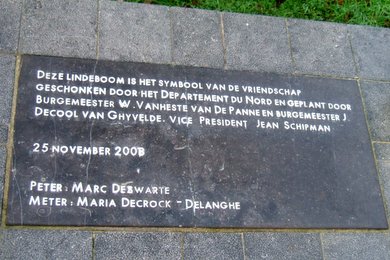 DEZE LINDEBOOM IS HET SYMBOOL VAN DE VRIENDSCHAP
GESCHONKEN DOOR HET DEPARTEMENT DU NORD EN GEPLANT DOOR
BURGEMEESTER W. VANHESTE VAN DE PANNE EN BURGEMEESTER J.
DECOOL VAN GHYVELDE. VICE PRESIDENT JEAN SCHIPMAN
25 NOVEMBER 2008
PETER: MARC DEZWARTE
METER: MARIA DECROCK - DELANGHE